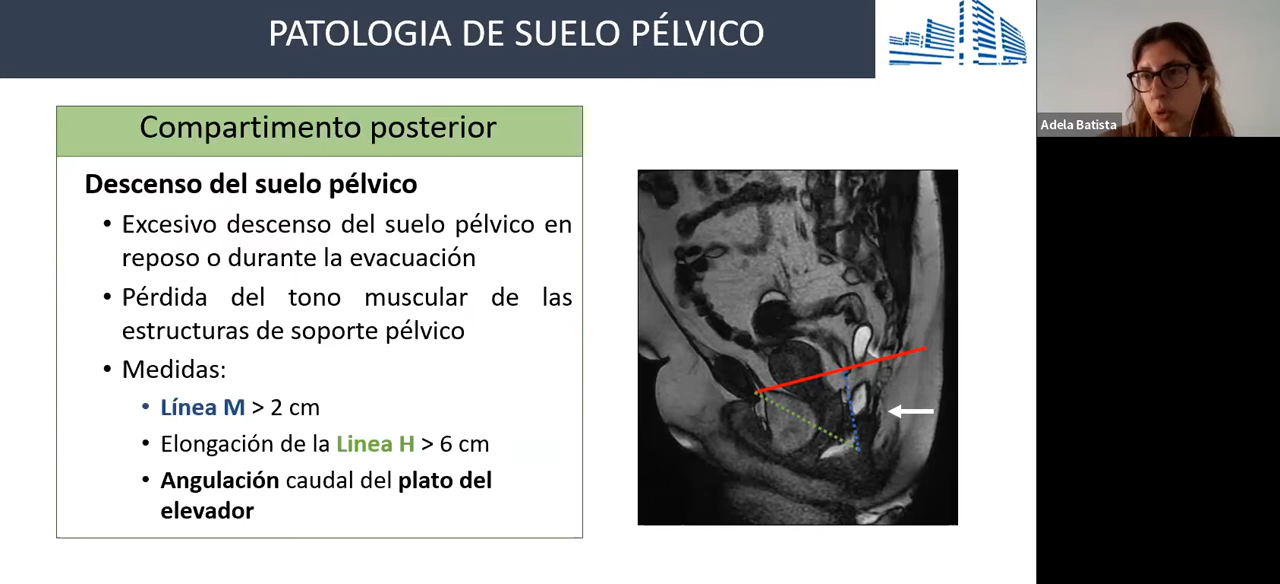 PATOLOGIA DE SUELO PÉLVICO
Adela Batista
Compartimento posterior
Descenso del suelo pélvico
• Excesivo descenso del suelo pélvico en
reposo o durante la evacuación
• Pérdida del tono muscular de las
estructuras de soporte pélvico
• Medidas:
• Línea M > 2 cm
• Elongación de la Linea H > 6 cm
• Angulación caudal del plato del
elevador